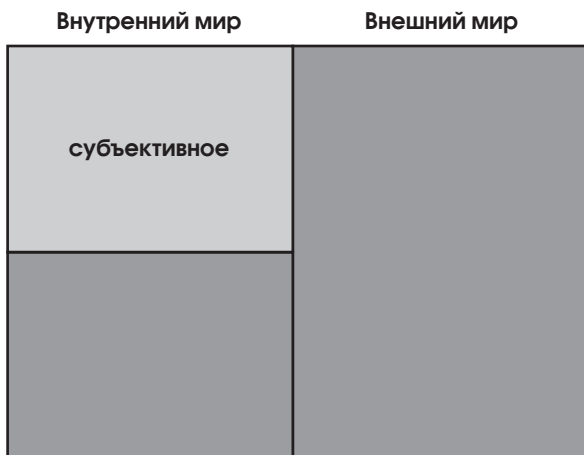 Внутренний мир
Внешний мир
субъективное